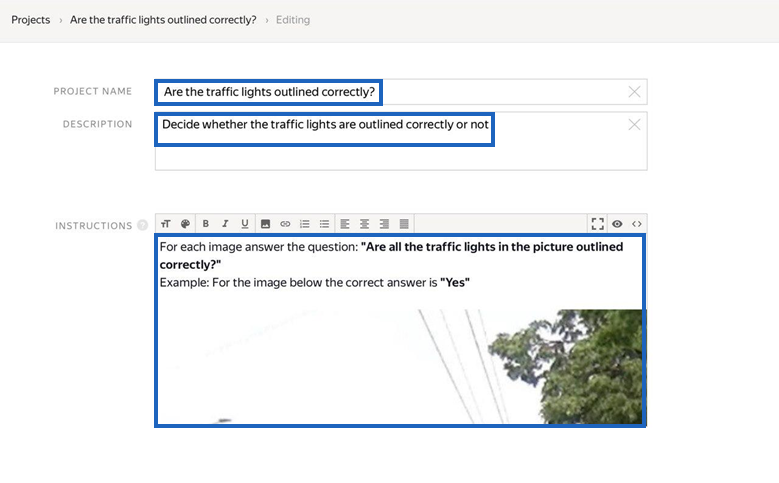 Projects › Are the traffic lights outlined correctly? › Editing
PROJECT NAME
Are the traffic lights outlined correctly?
DESCRIPTION
Decide whether the traffic lights are outlined correctly or not
INSTRUCTIONS ?
B I U
For each image answer the question: "Are all the traffic lights in the picture outlined
correctly?"
Example: For the image below the correct answer is "Yes"